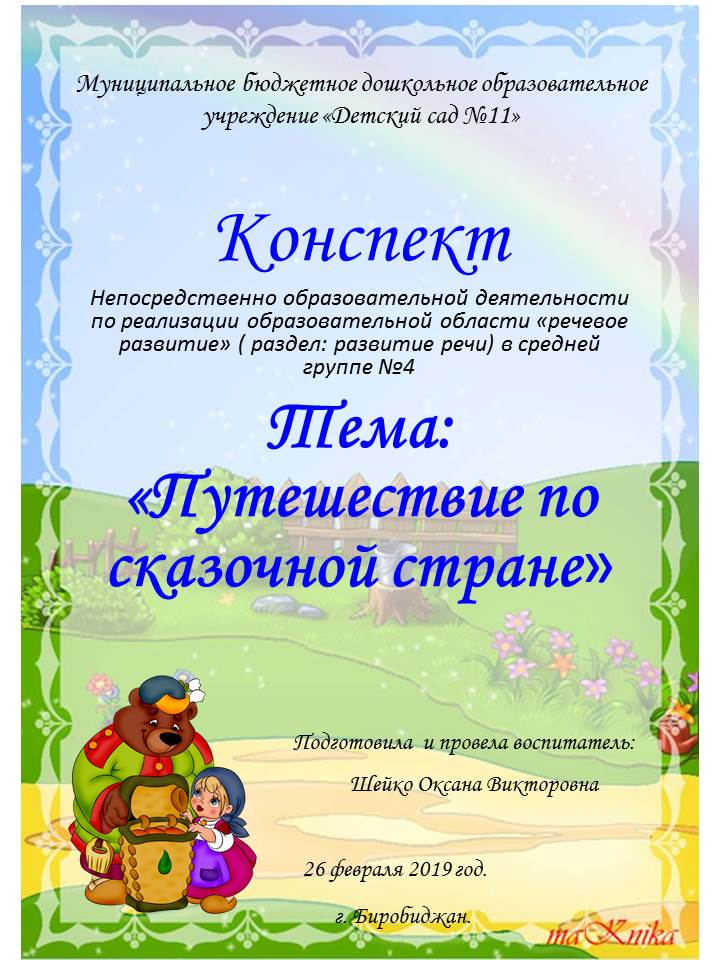 Муниципальное бюджетное дошкольное образовательное
учреждение «Детский сад №11»
Конспект
Непосредственно образовательной деятельности
по реализации образовательной области «речевое
развитие» ( раздел: развитие речи) в средней
группе №4
Тема:
«Путешествие по
сказочной стране»
Подготовила и провела воспитатель:
Шейко Оксана Викторовна
26 февраля 2019 год.
г. Биробиджан.
maKnika